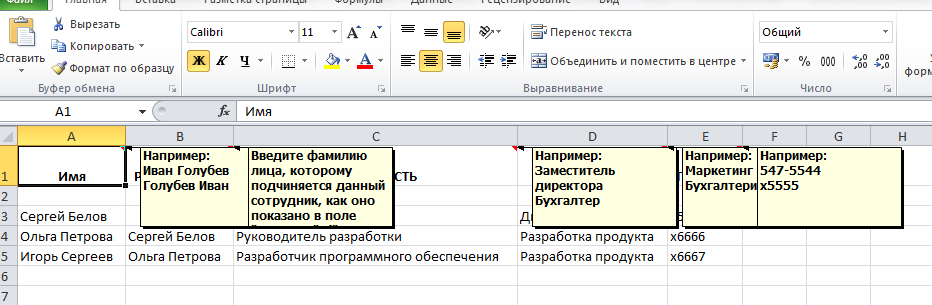 Файл Главная Вставка Разметка страницы Формулы Данные Рецензирование
Вставить
Вырезать
Копировать
Формат по образцу
Буфер обмена
Calibri 11
Ж К Ч
Шрифт
Перенос текста
Объединить и поместить в центре
Выравнивание
Общий
% 000
Число
A1 fx Имя
A B C D E F G H
1 Имя
Например:
Иван Голубев
Голубев Иван
Введите фамилию
лица, которому
подчиняется данный
сотрудник, как оно
показано в поле
Например:
Заместитель
директора
Бухгалтер
Например:
Маркетинг
Бухгалтери
Например:
547-5544
x5555
2
3 Сергей Белов
4 Ольга Петрова Сергей Белов Руководитель разработки Разработка продукта x6666
5 Игорь Сергеев Ольга Петрова Разработчик программного обеспечения Разработка продукта x6667
6
7